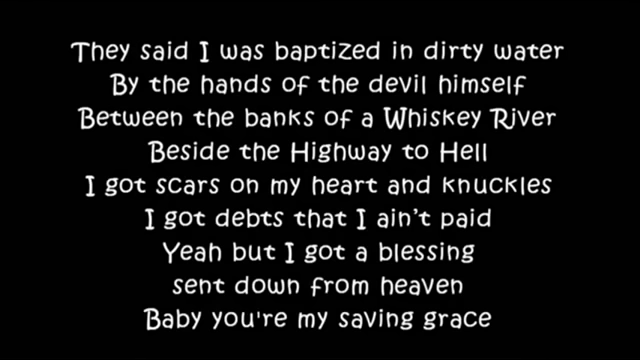 They said I was baptized in dirty water
By the hands of the devil himself
Between the banks of a Whiskey River
Beside the Highway to Hell
I got scars on my heart and knuckles
I got debts that I ain't paid
Yeah but I got a blessing
sent down from heaven
Baby you're my saving grace